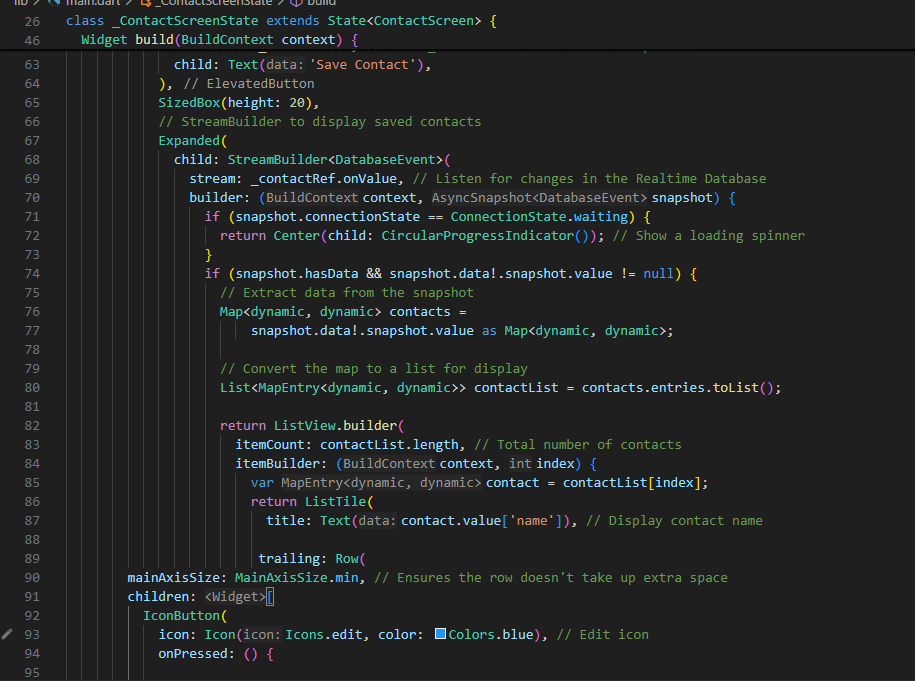 lib > main.dart > _ContactScreenState > build
26 class _ContactScreenState extends State<ContactScreen> {
46 Widget build(BuildContext context) {
63 child: Text(data: 'Save Contact'),
64 ), // ElevatedButton
65 SizedBox(height: 20),
66 // StreamBuilder to display saved contacts
67 Expanded(
68 child: StreamBuilder<DatabaseEvent>(
69 stream: _contactRef.onValue, // Listen for changes in the Realtime Database
70 builder: (BuildContext context, AsyncSnapshot<DatabaseEvent> snapshot) {
71 if (snapshot.connectionState == ConnectionState.waiting) {
72 return Center(child: CircularProgressIndicator()); // Show a loading spinner
73 }
74 if (snapshot.hasData && snapshot.data!.snapshot.value != null) {
75 // Extract data from the snapshot
76 Map<dynamic, dynamic> contacts =
77 snapshot.data!.snapshot.value as Map<dynamic, dynamic>;
78
79 // Convert the map to a list for display
80 List<MapEntry<dynamic, dynamic>> contactList = contacts.entries.toList();
81
82 return ListView.builder(
83 itemCount: contactList.length, // Total number of contacts
84 itemBuilder: (BuildContext context, int index) {
85 var MapEntry<dynamic, dynamic> contact = contactList[index];
86 return ListTile(
87 title: Text(data: contact.value['name']), // Display contact name
88
89 trailing: Row(
90 mainAxisSize: MainAxisSize.min, // Ensures the row doesn't take up extra space
91 children: <Widget>[
92 IconButton(
93 icon: Icon(icon: Icons.edit, color: Colors.blue), // Edit icon
94 onPressed: () {
95